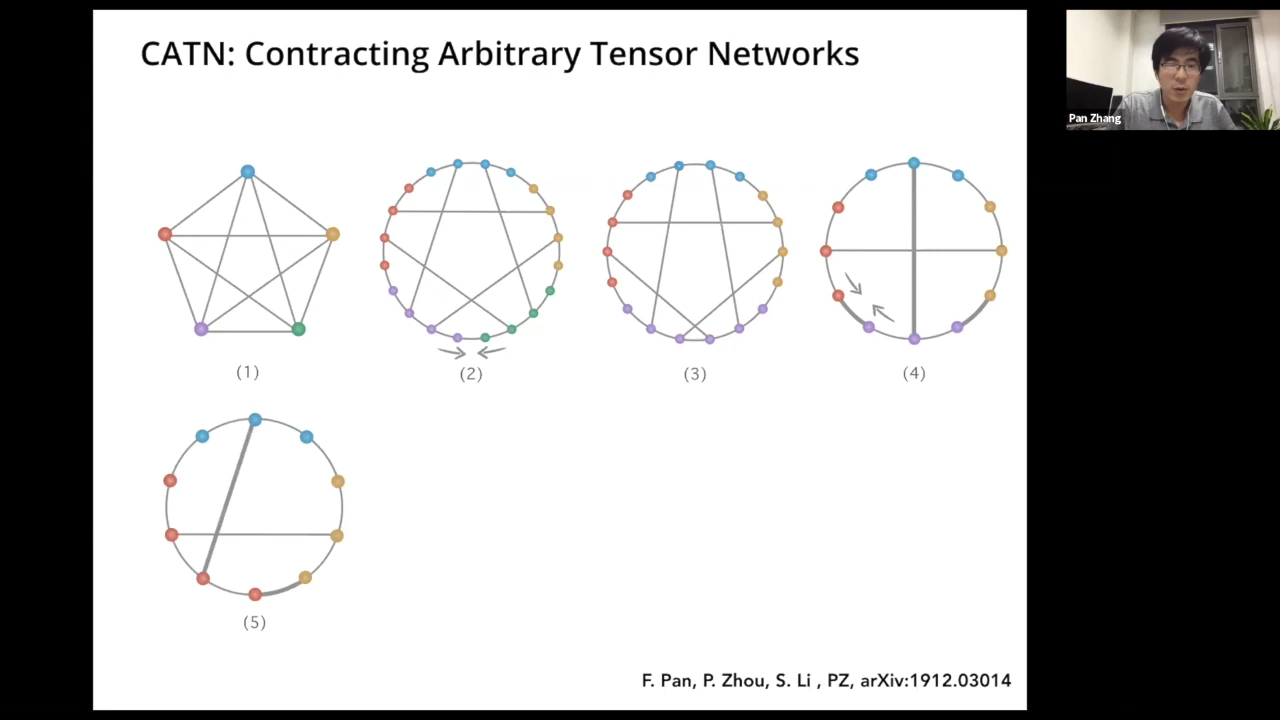 CATN: Contracting Arbitrary Tensor Networks
Pan Zhang
(1)
(2)
(3)
(4)
(5)
F. Pan, P. Zhou, S. Li , PZ, arXiv:1912.03014